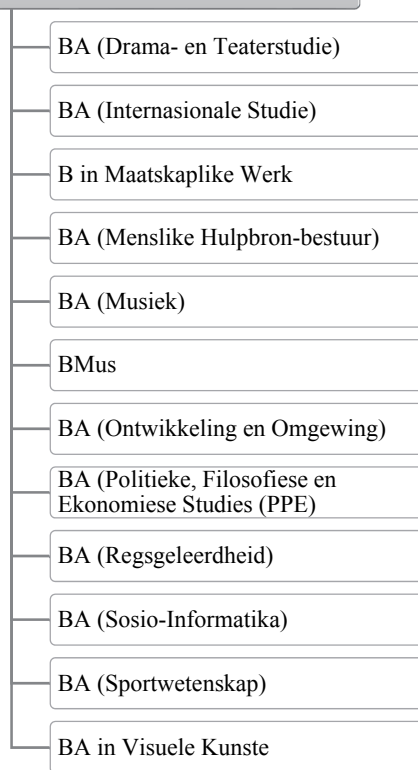 BA (Drama- en Teaterstudie)
BA (Internasionale Studie)
B in Maatskaplike Werk
BA (Menslike Hulpbron-bestuur)
BA (Musiek)
BMus
BA (Ontwikkeling en Omgewing)
BA (Politieke, Filosofiese en
Ekonomiese Studies (PPE)
BA (Regsgeleerdheid)
BA (Sosio-Informatika)
BA (Sportwetenskap)
BA in Visuele Kunste